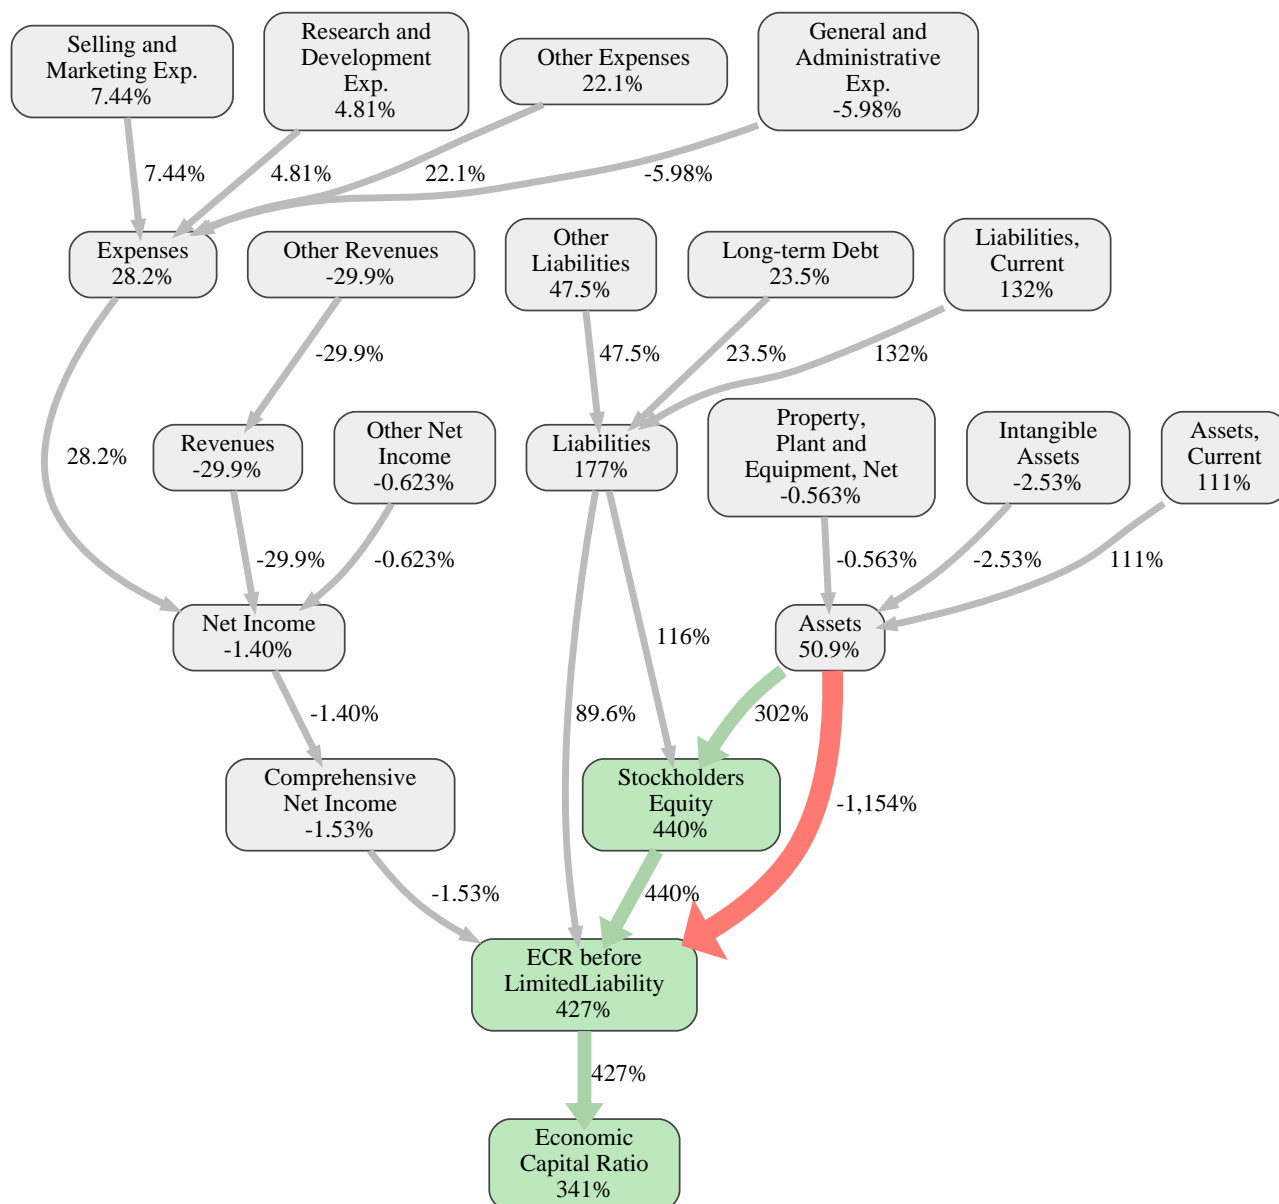 Selling and
Marketing Exp.
7.44%
Research and
Development
Exp.
4.81%
Other Expenses
22.1%
General and
Administrative
Exp.
-5.98%
7.44%
4.81%
22.1%
-5.98%
Expenses
28.2%
Other Revenues
-29.9%
Other
Liabilities
47.5%
Long-term Debt
23.5%
Liabilities,
Current
132%
-29.9%
47.5%
23.5%
132%
28.2%
Revenues
-29.9%
Other Net
Income
-0.623%
Liabilities
177%
Property,
Plant and
Equipment, Net
-0.563%
Intangible
Assets
-2.53%
Assets,
Current
111%
-29.9%
-0.623%
-0.563%
-2.53%
111%
Net Income
-1.40%
116%
Assets
50.9%
-1.40%
89.6%
302%
Comprehensive
Net Income
-1.53%
Stockholders
Equity
440%
-1,154%
-1.53%
440%
ECR before
LimitedLiability
427%
427%
Economic
Capital Ratio
341%